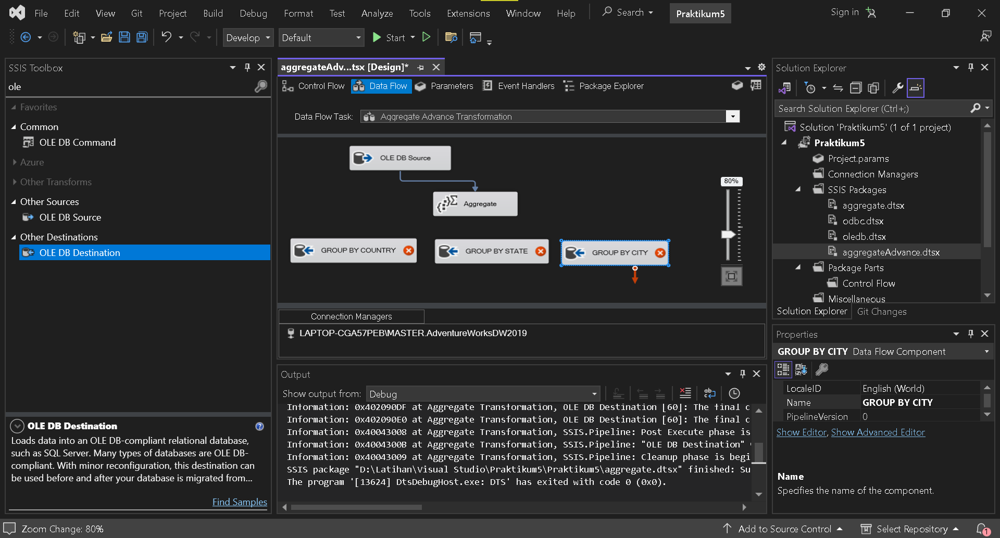 File Edit View Git Project Build Debug Format Test Analyze Tools Extensions Window Help Search Praktikum5 Sign in
Develop Default Start
SSIS Toolbox
ole
Favorites
Common
OLE DB Command
Azure
Other Transforms
Other Sources
OLE DB Source
Other Destinations
OLE DB Destination
OLE DB Destination
Loads data into an OLE DB-compliant relational database,
such as SQL Server. Many types of databases are OLE DB-
compliant. With minor reconfiguration, this destination can
be used before and after your database is migrated from...
Find Samples
aggregateAdv...tsx [Design]*
Control Flow Data Flow Parameters Event Handlers Package Explorer
Data Flow Task: Aggregate Advance Transformation
OLE DB Source
Aggregate
GROUP BY COUNTRY GROUP BY STATE GROUP BY CITY
80%
Connection Managers
LAPTOP-CGA57PEB\MASTER.AdventureWorksDW2019
Output
Show output from: Debug
Information: 0x402090DF at Aggregate Transformation, OLE DB Destination [60]: The final c
Information: 0x402090E0 at Aggregate Transformation, OLE DB Destination [60]: The final c
Information: 0x40043008 at Aggregate Transformation, SSIS.Pipeline: Post Execute phase is
Information: 0x4004300B at Aggregate Transformation, SSIS.Pipeline: "OLE DB Destination"
Information: 0x40043009 at Aggregate Transformation, SSIS.Pipeline: Cleanup phase is begi
SSIS package "D:\Latihan\Visual Studio\Praktikum5\Praktikum5\aggregate.dtsx" finished: Su
The program '[13624] DtsDebugHost.exe: DTS' has exited with code 0 (0x0).
Solution Explorer
Search Solution Explorer (Ctrl+;)
Solution 'Praktikum5' (1 of 1 project)
Praktikum5
Project.params
Connection Managers
SSIS Packages
aggregate.dtsx
odbc.dtsx
oledb.dtsx
aggregateAdvance.dtsx
Package Parts
Control Flow
Miscellaneous
Solution Explorer Git Changes
Properties
GROUP BY CITY Data Flow Component
LocaleID English (World)
Name GROUP BY CITY
PipelineVersion 0
Show Editor, Show Advanced Editor
Name
Specifies the name of the component.
Zoom Change: 80% Add to Source Control Select Repository 1